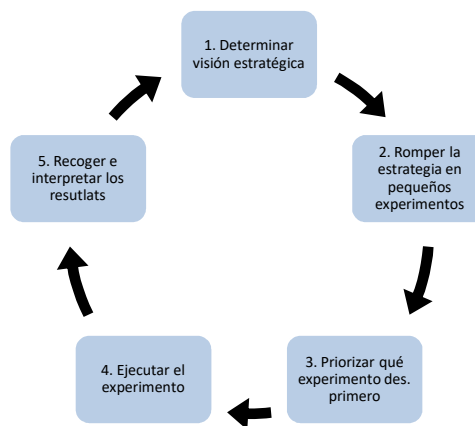 1. Determinar
visión estratégica
2. Romper la
estrategia en
pequeños
experimentos
3. Priorizar qué
experimento des.
primero
4. Ejecutar el
experimento
5. Recoger e
interpretar los
resutlats